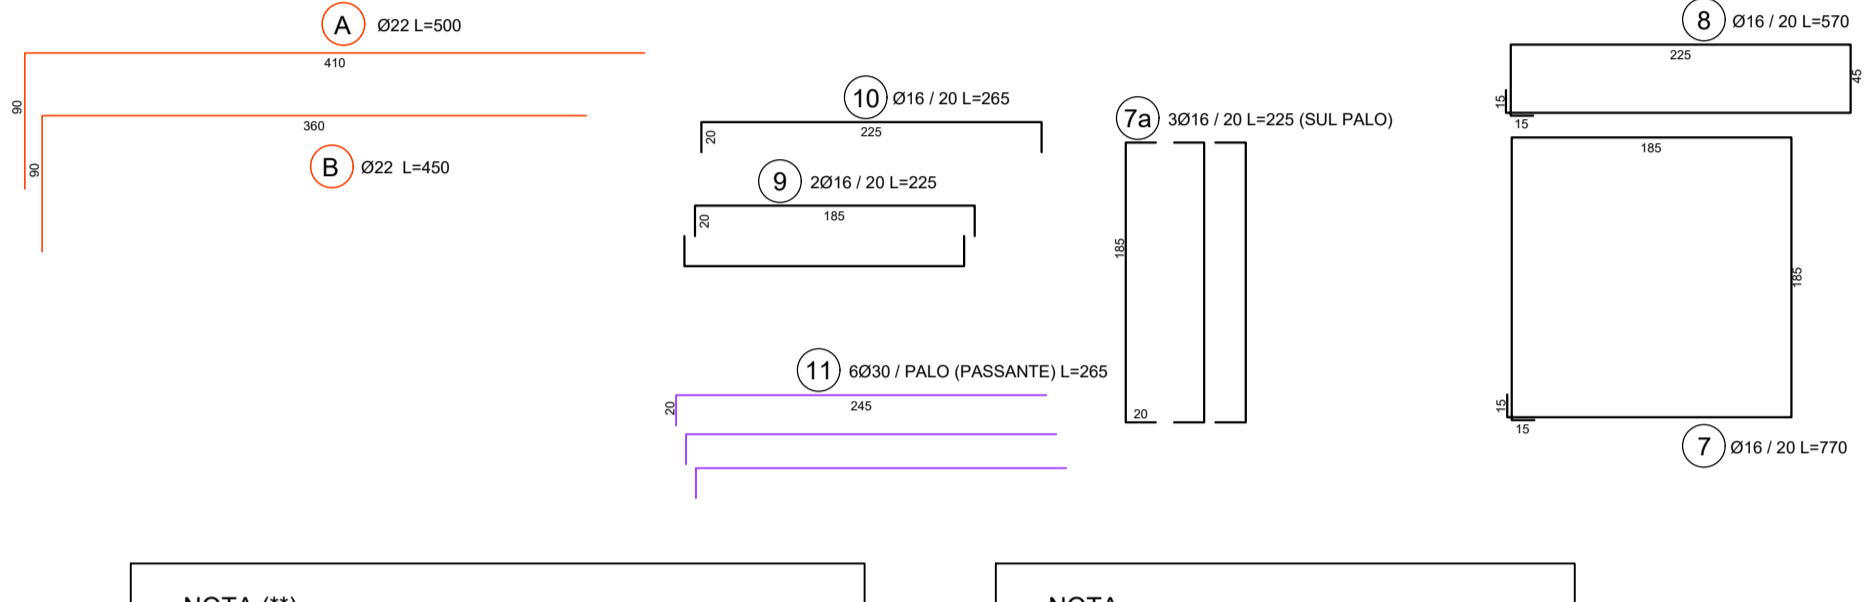 A Ø22 L=500
410
90
360
90
B Ø22 L=450
10 Ø16 / 20 L=265
20
225
9 2Ø16 / 20 L=225
20
185
11 6Ø30 / PALO (PASSANTE) L=265
20
245
7a 3Ø16 / 20 L=225 (SUL PALO)
185
20
8 Ø16 / 20 L=570
225
45
15
15
185
185
15
15
7 Ø16 / 20 L=770
NOTA (**)
NOTA